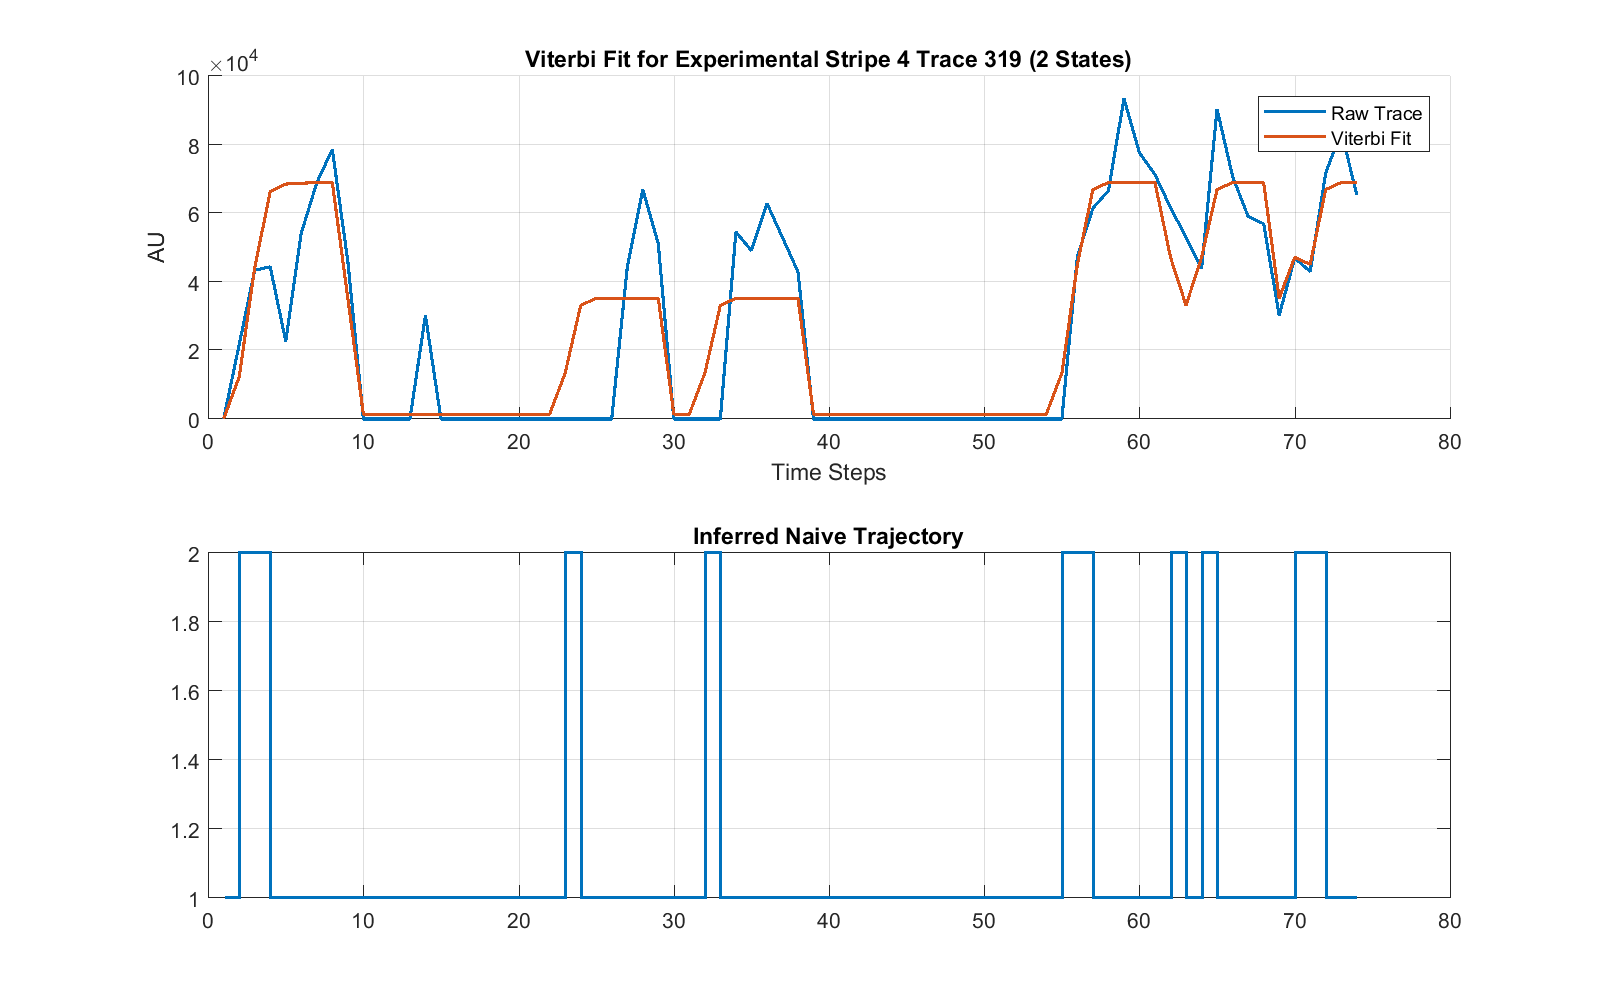 Viterbi Fit for Experimental Stripe 4 Trace 319 (2 States)
×10⁴
10
8
6
4
2
0
AU
Raw Trace
Viterbi Fit
0 10 20 30 40 50 60 70 80
Time Steps
Inferred Naive Trajectory
2
1.8
1.6
1.4
1.2
1
0 10 20 30 40 50 60 70 80